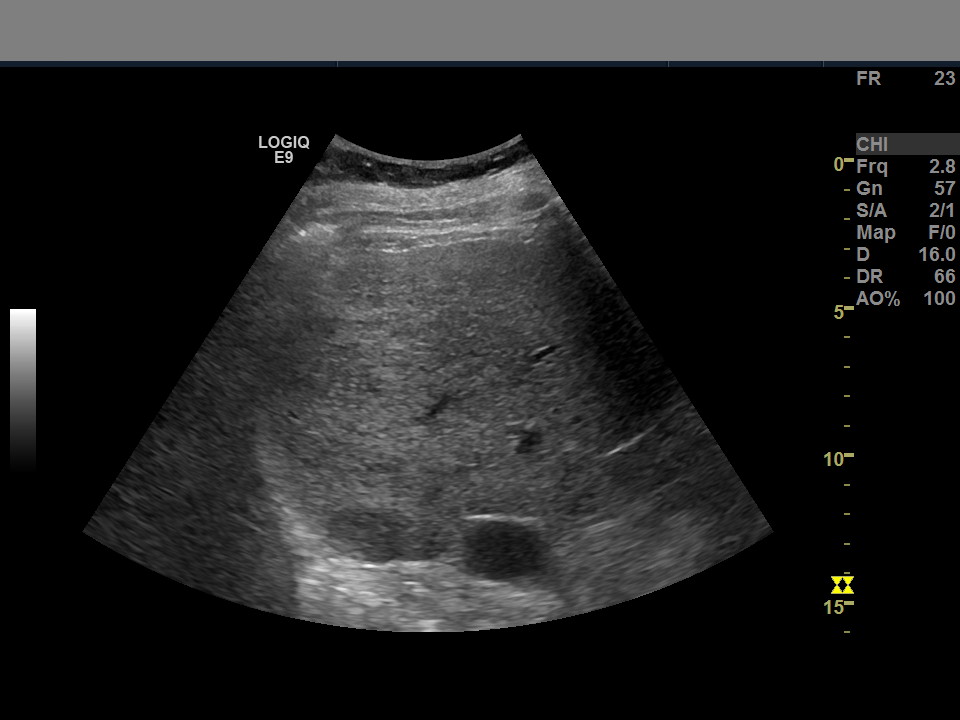 FR 23
LOGIQ
E9
CHI
Frq 2.8
Gn 57
S/A 2/1
Map F/0
D 16.0
DR 66
AO% 100
0
5
10
15